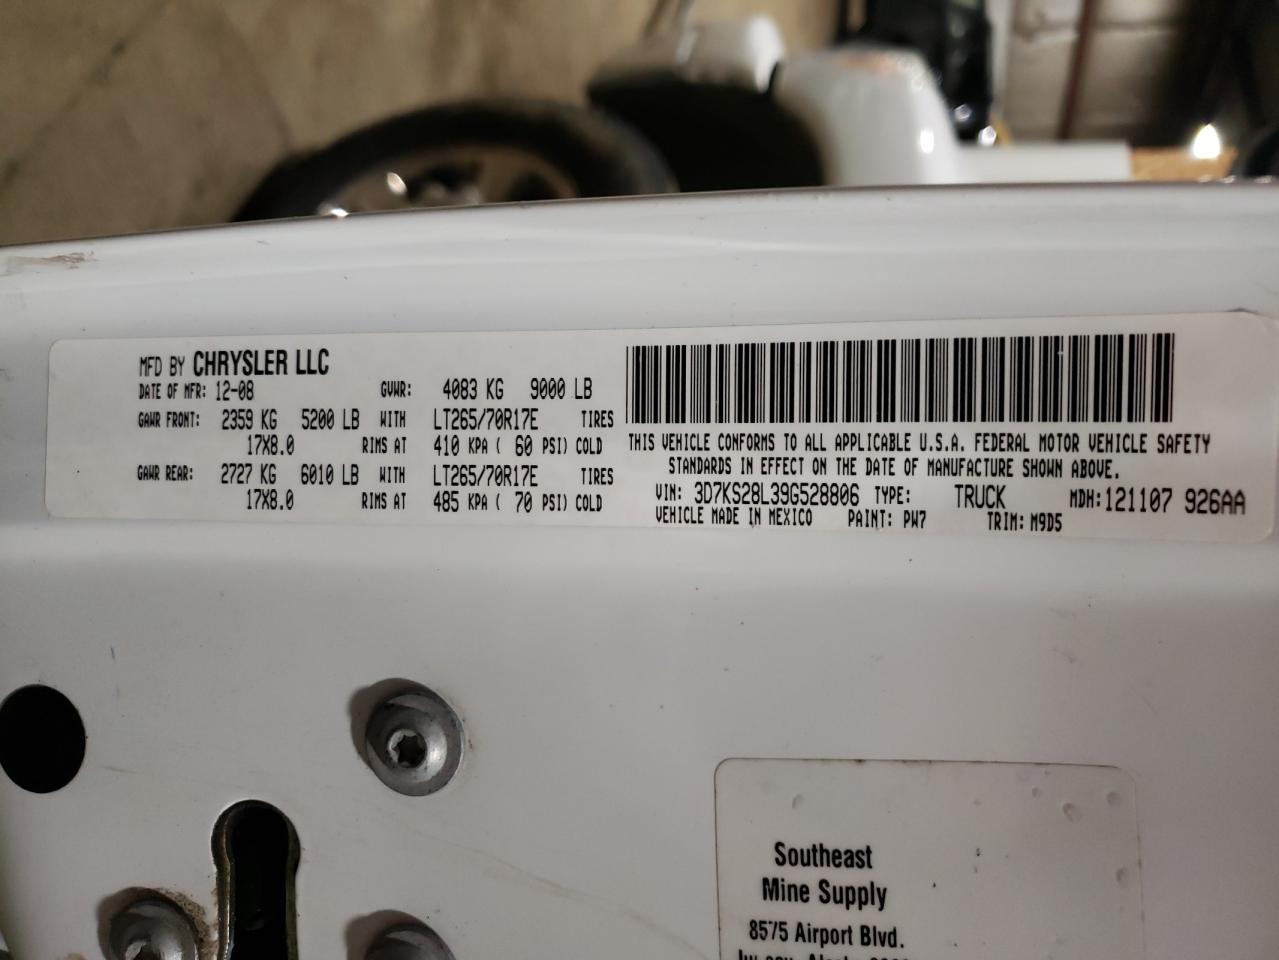 MFD BY CHRYSLER LLC
DATE OF MFR: 12-08 GVWR: 4083 KG 9000 LB
GAWR FRONT: 2359 KG 5200 LB WITH LT265/70R17E TIRES
17X8.0 RIMS AT 410 KPA ( 60 PSI) COLD
GAWR REAR: 2727 KG 6010 LB WITH LT265/70R17E TIRES
17X8.0 RIMS AT 485 KPA ( 70 PSI) COLD
THIS VEHICLE CONFORMS TO ALL APPLICABLE U.S.A. FEDERAL MOTOR VEHICLE SAFETY
STANDARDS IN EFFECT ON THE DATE OF MANUFACTURE SHOWN ABOVE.
VIN: 3D7KS28L39G528806 TYPE: TRUCK MDH:121107 926AA
VEHICLE MADE IN MEXICO PAINT: PW7 TRIM: M9D5
Southeast
Mine Supply
8575 Airport Blvd.